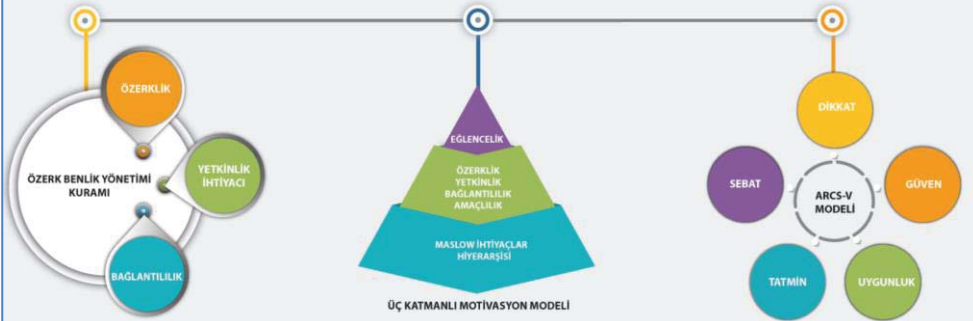 ÖZERKLİK
ÖZERK BENLİK YÖNETİMİ
KURAMI
YETKİNLİK
İHTİYACI
BAĞLANTILILIK
EĞLENCELİK
ÖZERKLİK
YETKİNLİK
BAĞLANTILILIK
AMAÇLILIK
MASLOW İHTİYAÇLAR
HİYERARŞİSİ
ÜÇ KATMANLI MOTİVASYON MODELİ
DİKKAT
SEBAT
ARCS-V
MODELİ
GÜVEN
TATMİN
UYGUNLUK